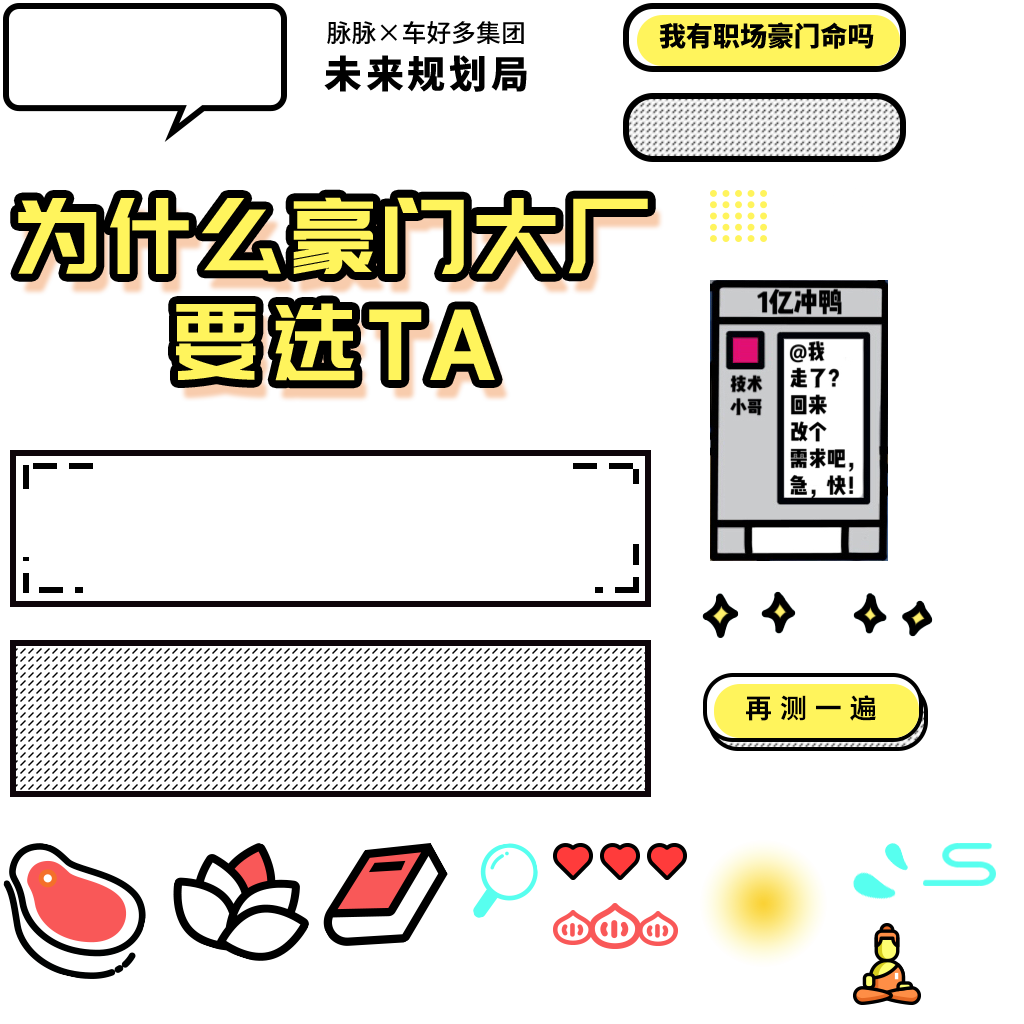 脉脉×车好多集团
未来规划局
我有职场豪门命吗
为什么豪门大厂
要选TA
1亿冲鸭
技术
小哥
@我
走了?
回来
改个
需求吧,
急,快!
再测一遍